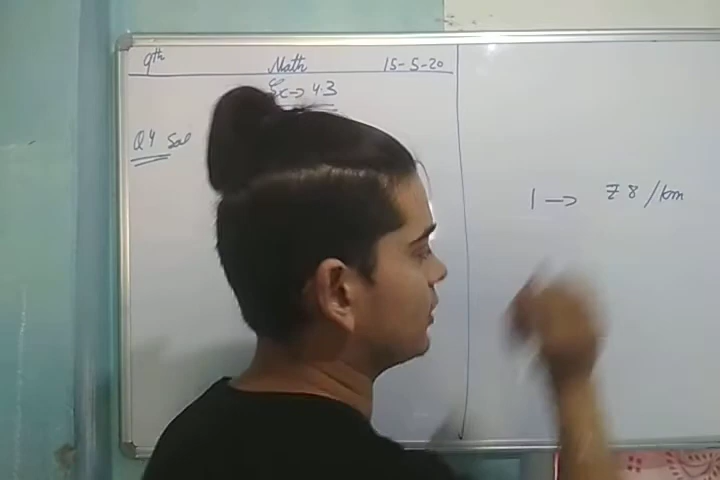 9th Math 15-5-20
Ex → 4.3
Q4 Sol
1 → ₹ 8 /km